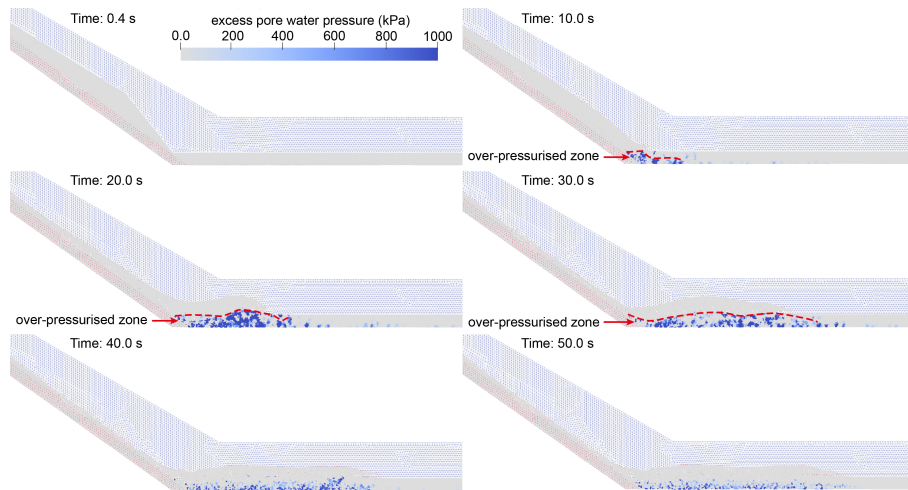 Time: 0.4 s
excess pore water pressure (kPa)
0.0 200 400 600 800 1000
Time: 10.0 s
over-pressurised zone
Time: 20.0 s
over-pressurised zone
Time: 30.0 s
over-pressurised zone
Time: 40.0 s
Time: 50.0 s